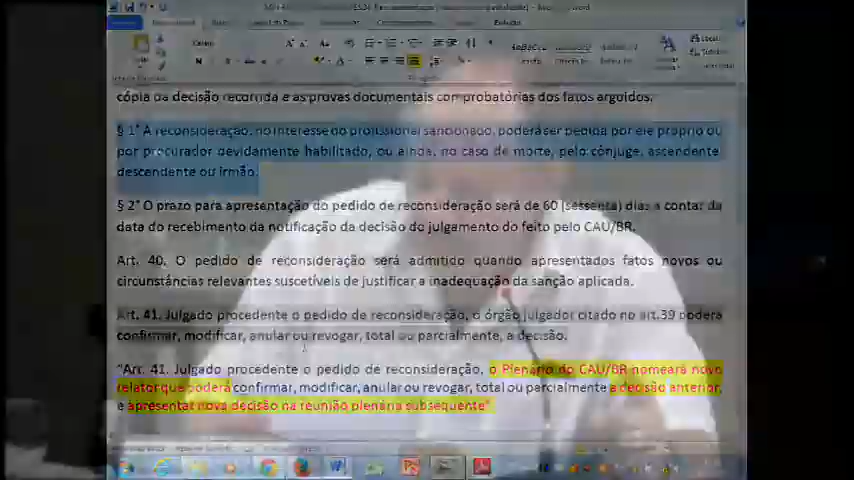 cópia da decisão recorrida e as provas documentais comprobatórias dos fatos arguidos.
§ 1° A reconsideração, no interesse do profissional sancionado, poderá ser pedida por ele próprio ou
por procurador devidamente habilitado, ou ainda, no caso de morte, pelo cônjuge, ascendente
descendente ou irmão.
§ 2° O prazo para apresentação do pedido de reconsideração será de 60 (sessenta) dias a contar da
data do recebimento da notificação da decisão do julgamento do feito pelo CAU/BR.
Art. 40. O pedido de reconsideração será admitido quando apresentados fatos novos ou
circunstâncias relevantes suscetíveis de justificar a inadequação da sanção aplicada.
Art. 41. Julgado procedente o pedido de reconsideração, o órgão julgador citado no art.39 poderá
confirmar, modificar, anular ou revogar, total ou parcialmente, a decisão.
"Art. 41. Julgado procedente o pedido de reconsideração, o Plenário do CAU/BR nomeará novo
relator que poderá confirmar, modificar, anular ou revogar, total ou parcialmente a decisão anterior,
e apresentar nova decisão na reunião plenária subsequente"